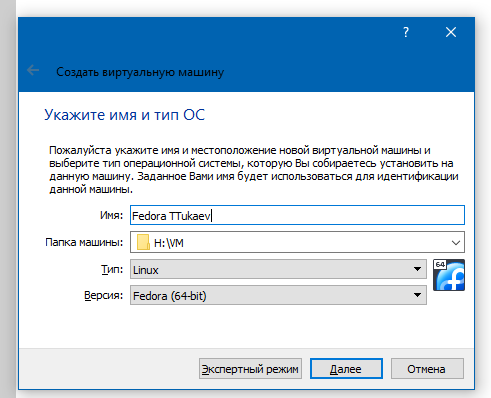 ?
Создать виртуальную машину
Укажите имя и тип ОС
Пожалуйста укажите имя и местоположение новой виртуальной машины и
выберите тип операционной системы, которую Вы собираетесь установить на
данную машину. Заданное Вами имя будет использоваться для идентификации
данной машины.
Имя: Fedora TTukaev
Папка машины: H:\VM
Тип: Linux 64
Версия: Fedora (64-bit)
Экспертный режим Далее Отмена